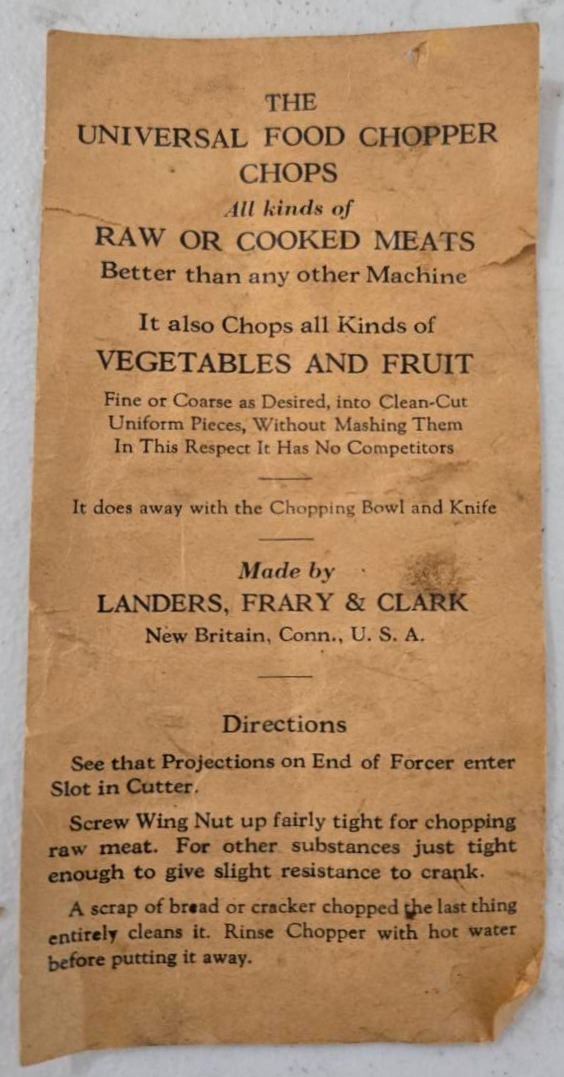 THE
UNIVERSAL FOOD CHOPPER
CHOPS
All kinds of
RAW OR COOKED MEATS
Better than any other Machine
It also Chops all Kinds of
VEGETABLES AND FRUIT
Fine or Coarse as Desired, into Clean-Cut
Uniform Pieces, Without Mashing Them
In This Respect It Has No Competitors
It does away with the Chopping Bowl and Knife
Made by
LANDERS, FRARY & CLARK
New Britain, Conn., U. S. A.
Directions
See that Projections on End of Forcer enter
Slot in Cutter.
Screw Wing Nut up fairly tight for chopping
raw meat. For other substances just tight
enough to give slight resistance to crank.
A scrap of bread or cracker chopped the last thing
entirely cleans it. Rinse Chopper with hot water
before putting it away.